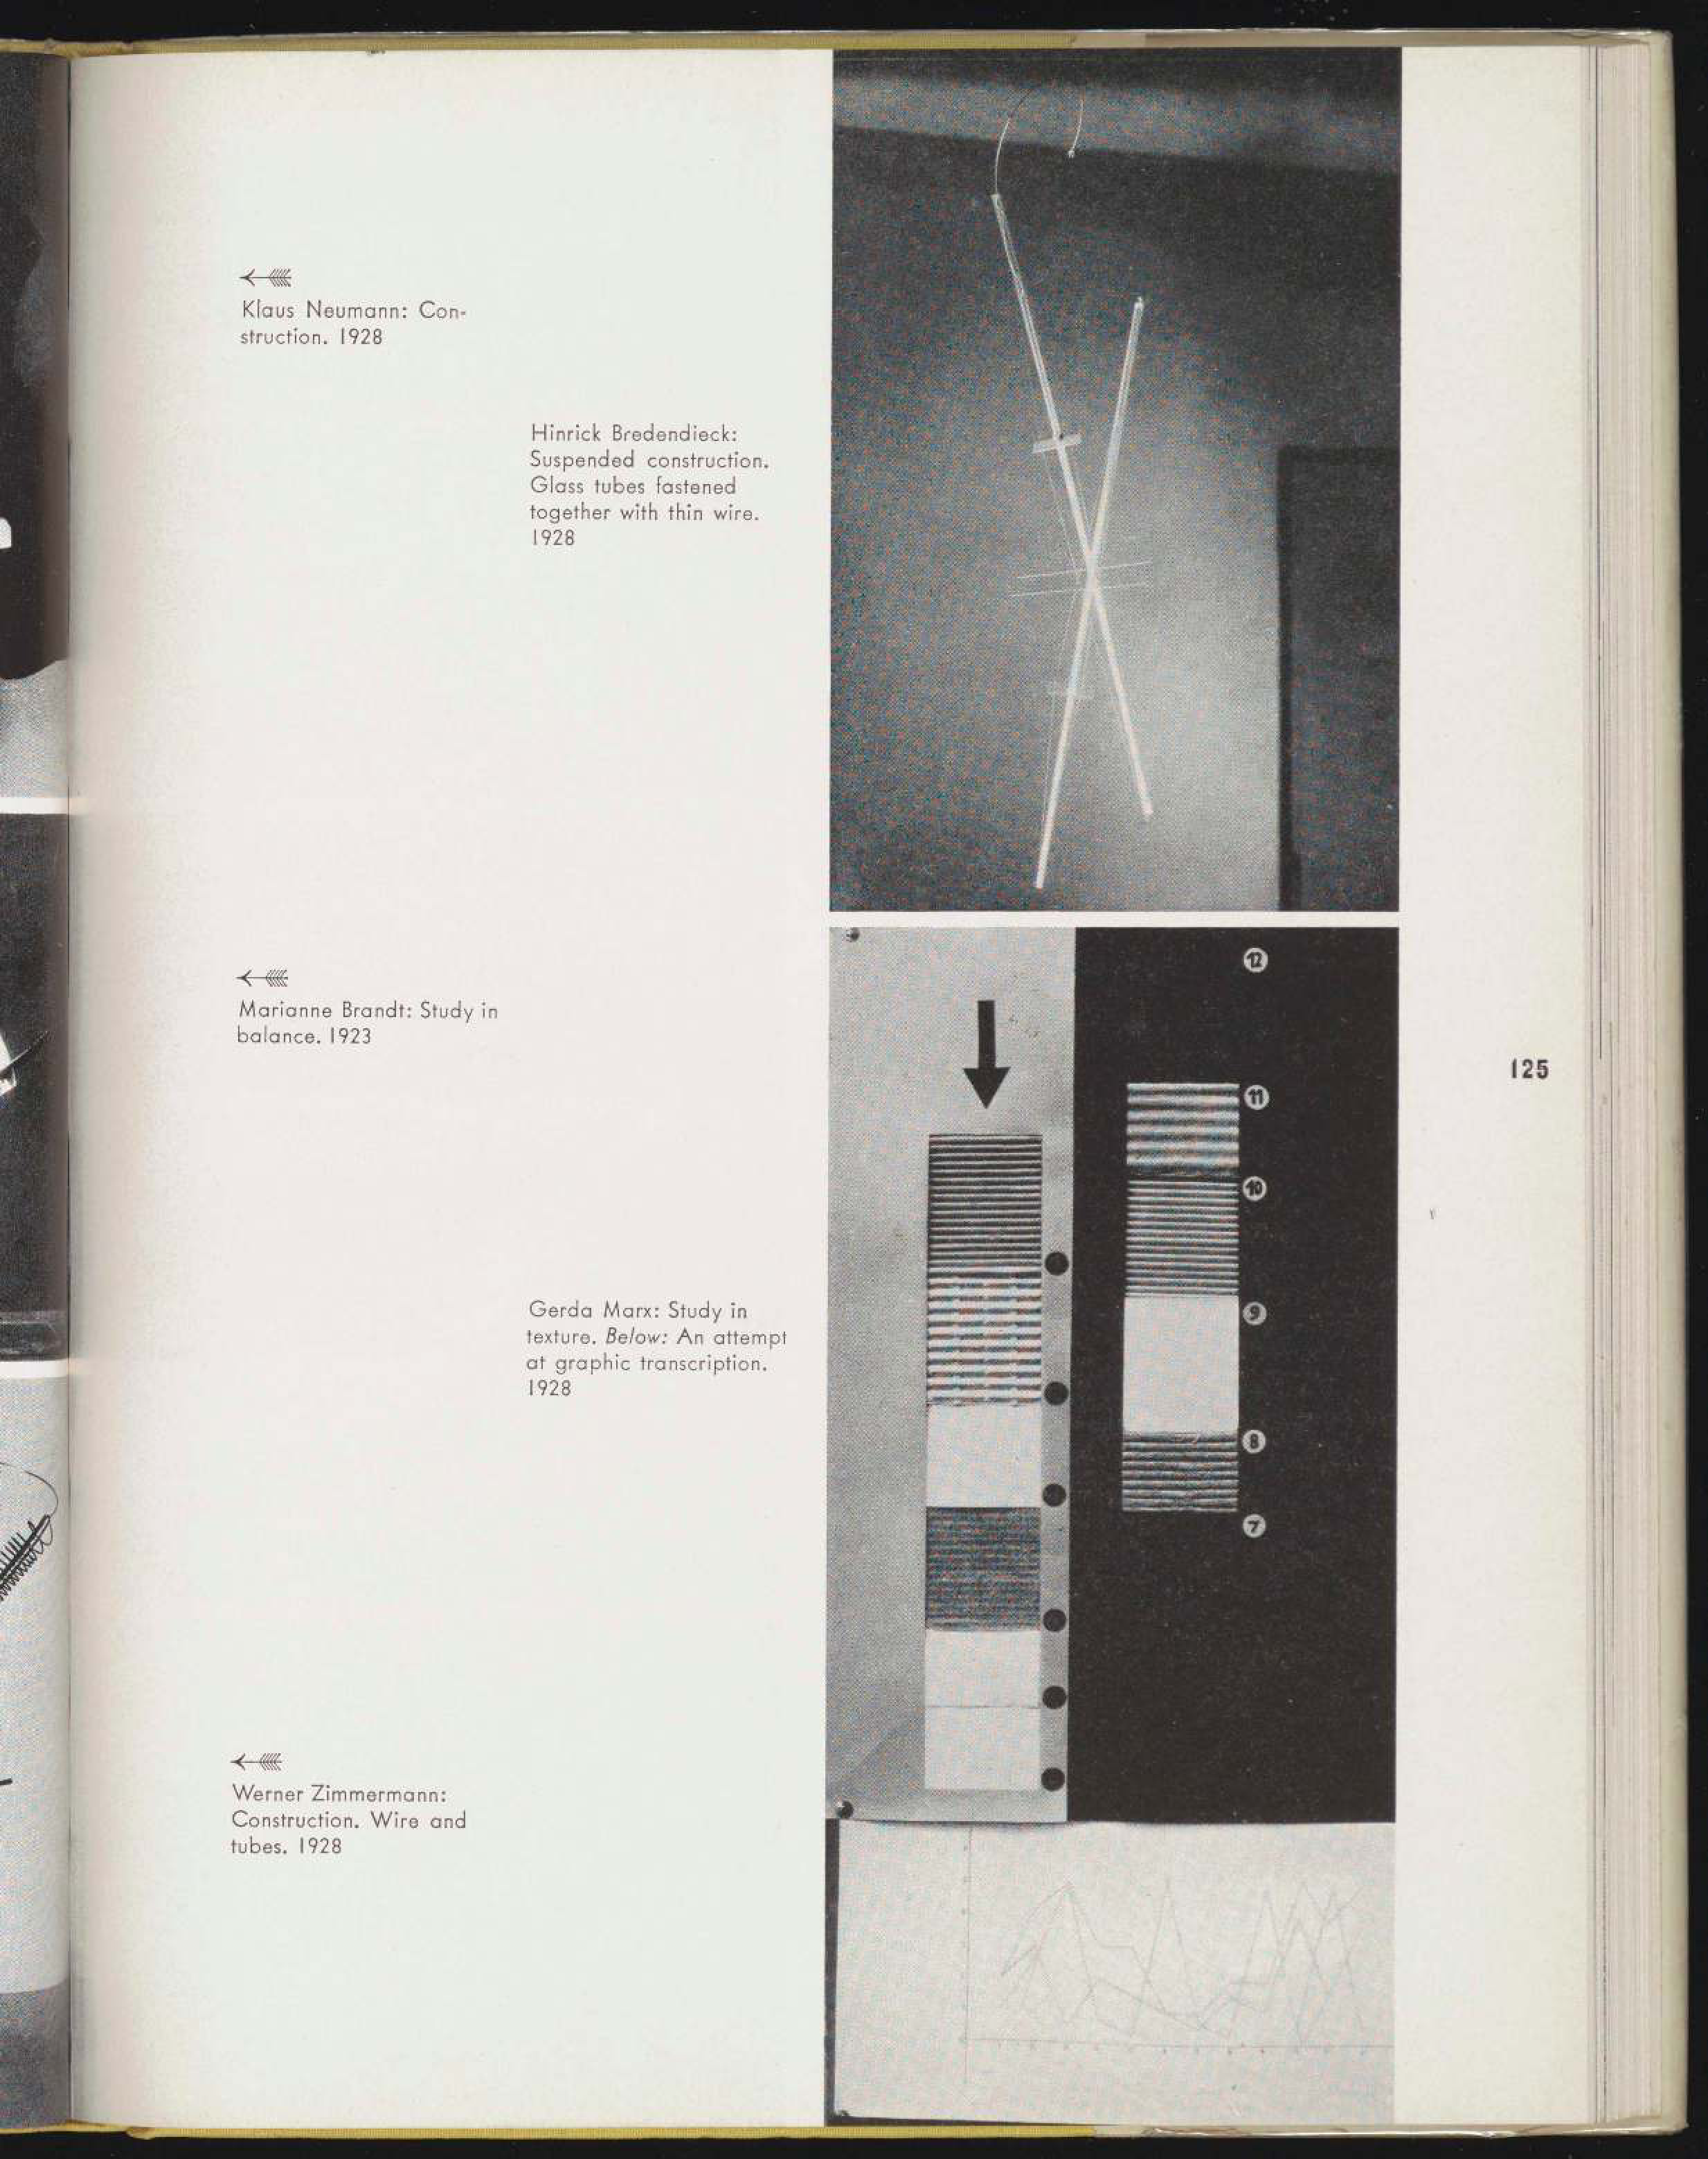 Klaus Neumann: Con-
struction. 1928
Hinrick Bredendieck:
Suspended construction.
Glass tubes fastened
together with thin wire.
1928
Marianne Brandt: Study in
balance. 1923
12
11
10
9
8
7
125
Gerda Marx: Study in
texture. Below: An attempt
at graphic transcription.
1928
Werner Zimmermann:
Construction. Wire and
tubes. 1928